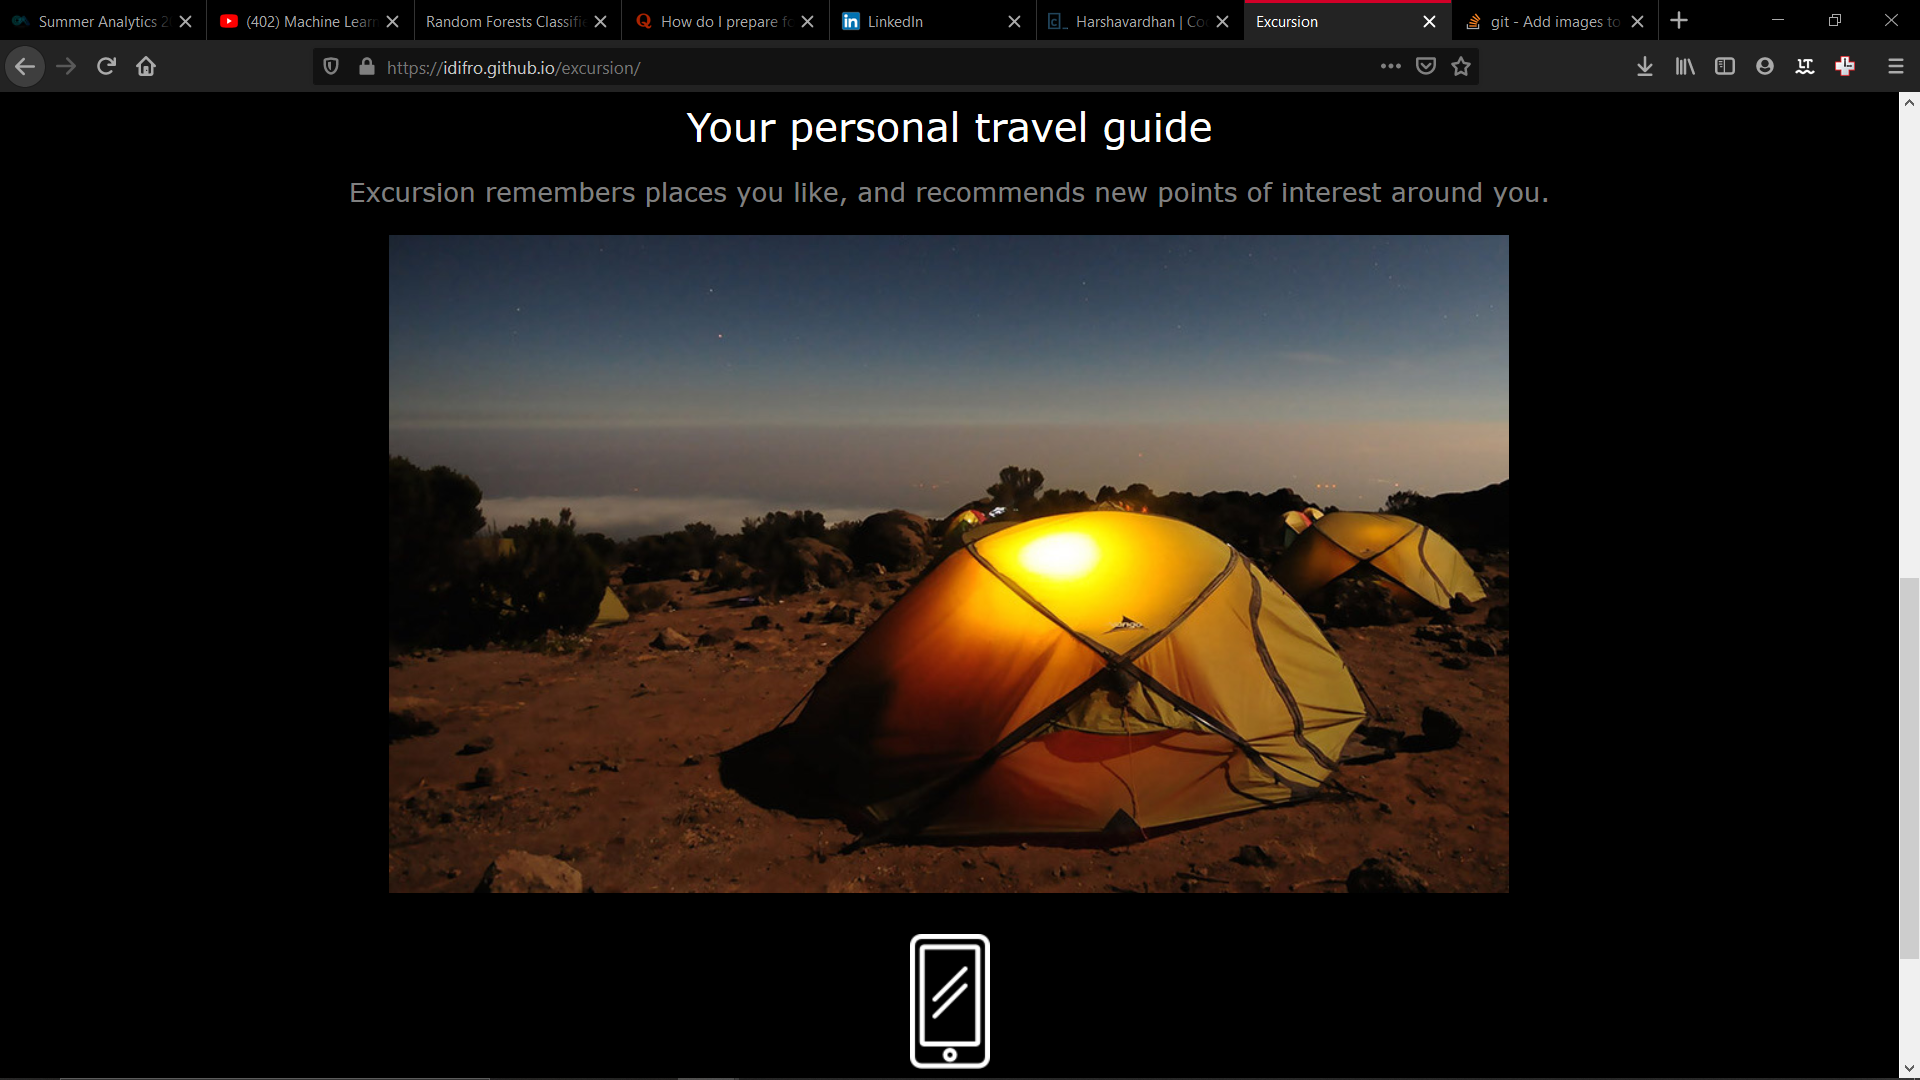 Summer Analytics 2
(402) Machine Learn
Random Forests Classifie
How do I prepare fo
LinkedIn
Harshavardhan | Co
Excursion
git - Add images to
https://idifro.github.io/excursion/
Your personal travel guide
Excursion remembers places you like, and recommends new points of interest around you.
vango